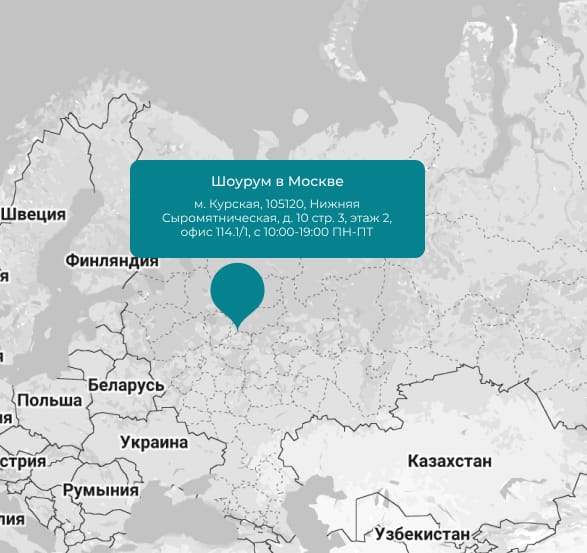 Шоурум в Москве
м. Курская, 105120, Нижняя
Сыромятническая, д. 10 стр. 3, этаж 2,
офис 114.1/1, с 10:00-19:00 ПН-ПТ
Швеция
Финляндия
Беларусь
Польша
Украина
стрия
Казахстан
Румыния
Узбекистан